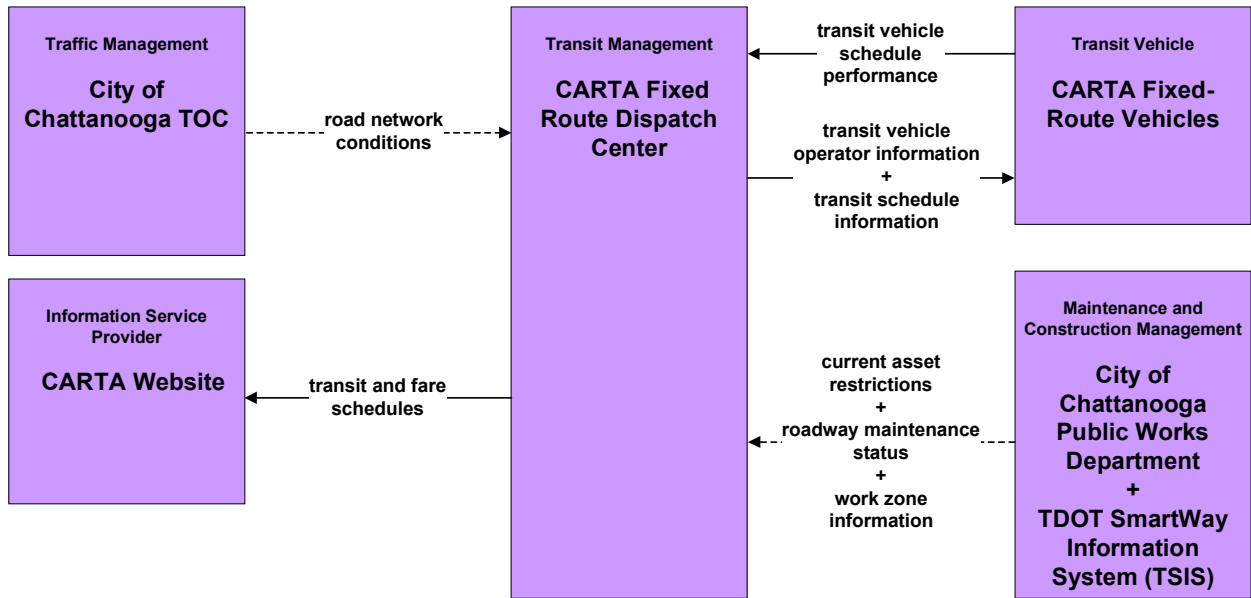 Traffic Management
City of
Chattanooga TOC
road network
conditions
Transit Management
CARTA Fixed
Route Dispatch
Center
transit vehicle
schedule
performance
transit vehicle
operator information
+
transit schedule
information
Transit Vehicle
CARTA Fixed-
Route Vehicles
Information Service
Provider
CARTA Website
transit and fare
schedules
current asset
restrictions
+
roadway maintenance
status
+
work zone
information
Maintenance and
Construction Management
City of
Chattanooga
Public Works
Department
+
TDOT SmartWay
Information
System (TSIS)